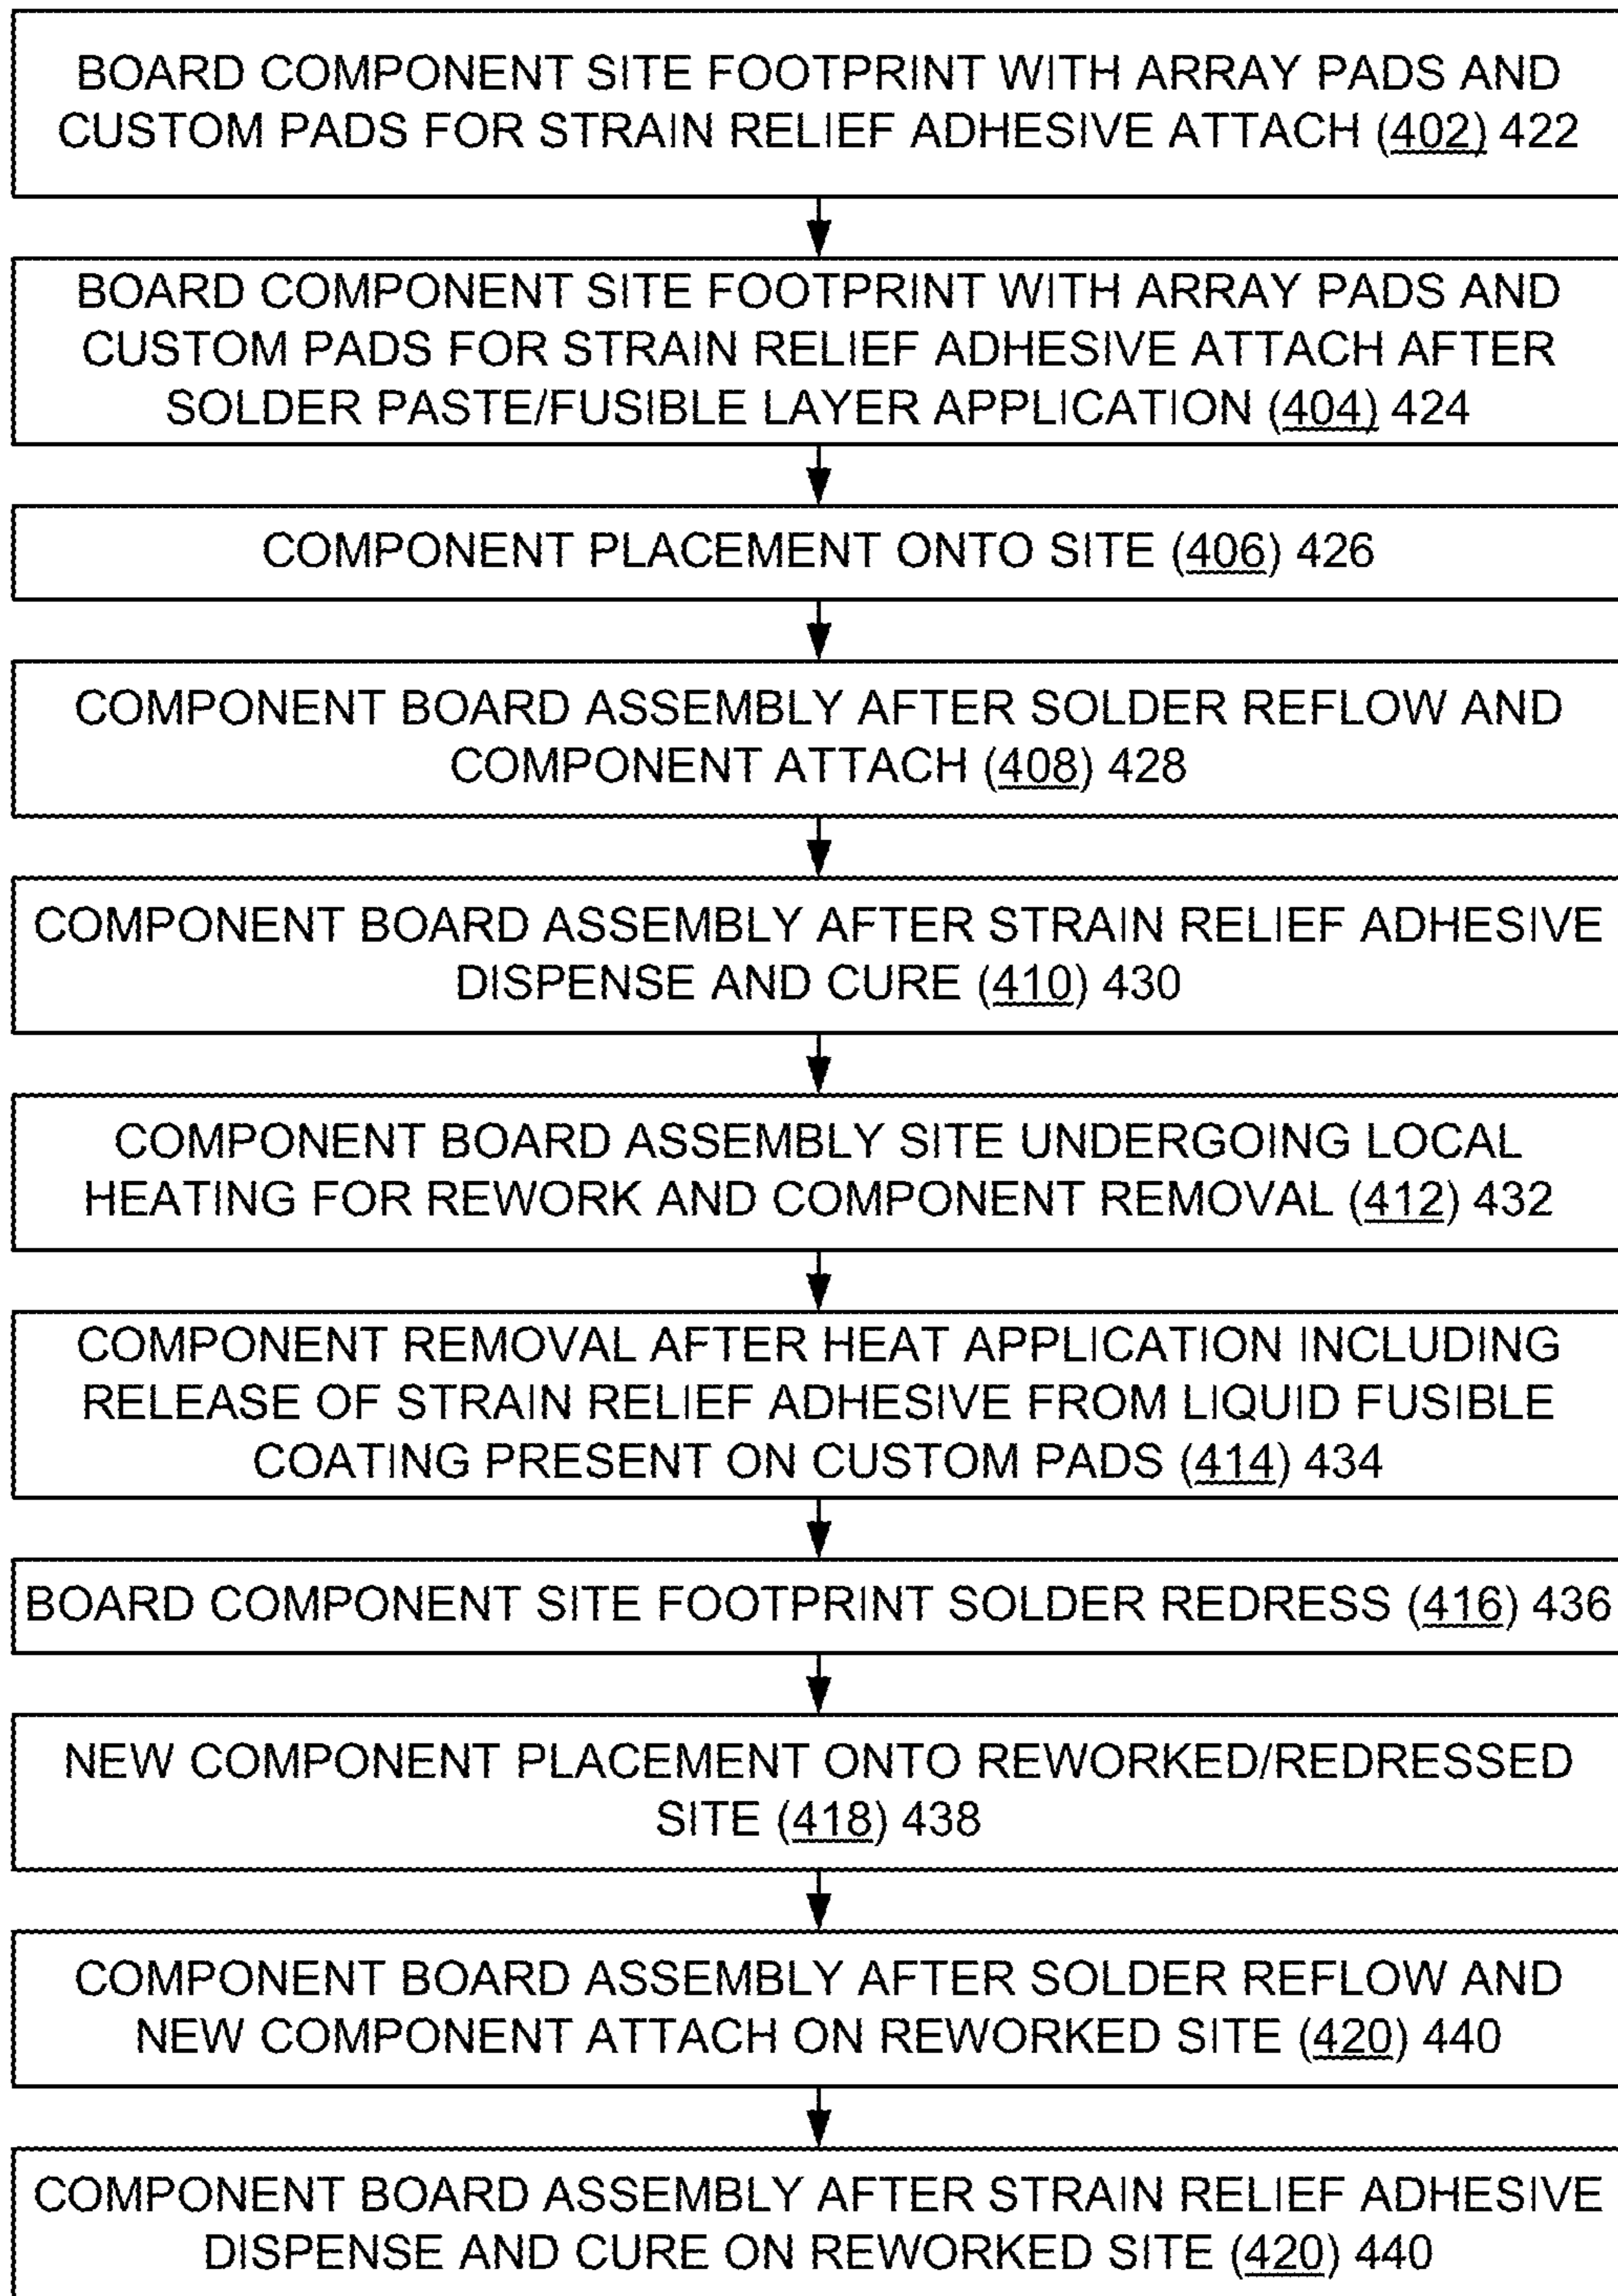 BOARD COMPONENT SITE FOOTPRINT WITH ARRAY PADS AND
CUSTOM PADS FOR STRAIN RELIEF ADHESIVE ATTACH (402) 422
BOARD COMPONENT SITE FOOTPRINT WITH ARRAY PADS AND
CUSTOM PADS FOR STRAIN RELIEF ADHESIVE ATTACH AFTER
SOLDER PASTE/FUSIBLE LAYER APPLICATION (404) 424
COMPONENT PLACEMENT ONTO SITE (406) 426
COMPONENT BOARD ASSEMBLY AFTER SOLDER REFLOW AND
COMPONENT ATTACH (408) 428
COMPONENT BOARD ASSEMBLY AFTER STRAIN RELIEF ADHESIVE
DISPENSE AND CURE (410) 430
COMPONENT BOARD ASSEMBLY SITE UNDERGOING LOCAL
HEATING FOR REWORK AND COMPONENT REMOVAL (412) 432
COMPONENT REMOVAL AFTER HEAT APPLICATION INCLUDING
RELEASE OF STRAIN RELIEF ADHESIVE FROM LIQUID FUSIBLE
COATING PRESENT ON CUSTOM PADS (414) 434
BOARD COMPONENT SITE FOOTPRINT SOLDER REDRESS (416) 436
NEW COMPONENT PLACEMENT ONTO REWORKED/REDRESSED
SITE (418) 438
COMPONENT BOARD ASSEMBLY AFTER SOLDER REFLOW AND
NEW COMPONENT ATTACH ON REWORKED SITE (420) 440
COMPONENT BOARD ASSEMBLY AFTER STRAIN RELIEF ADHESIVE
DISPENSE AND CURE ON REWORKED SITE (420) 440